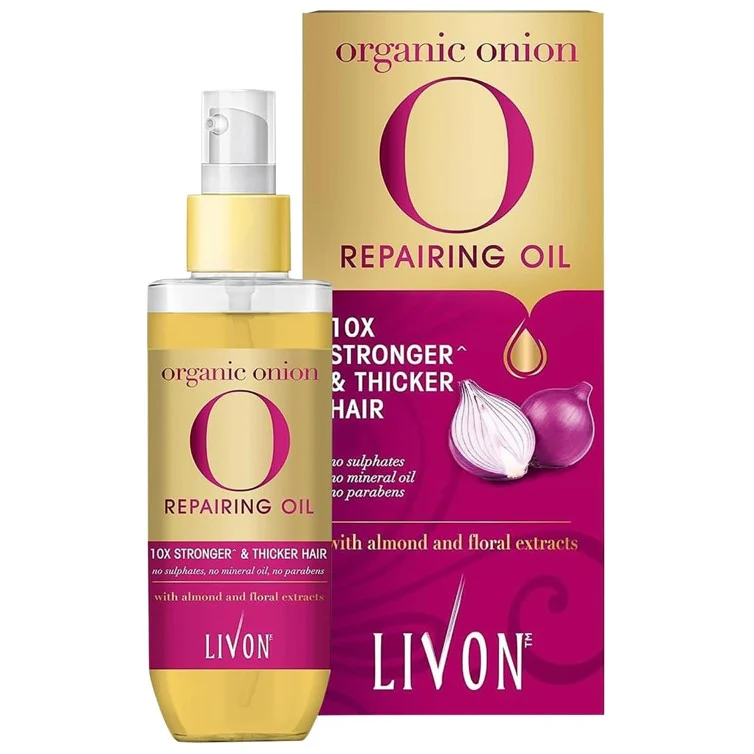 organic onion
O
REPAIRING OIL
10X
STRONGER^
& THICKER
HAIR
no sulphates
no mineral oil
no parabens
with almond and floral extracts
LIVON™
organic onion
O
REPAIRING OIL
10X STRONGER^ & THICKER HAIR
no sulphates, no mineral oil, no parabens
with almond and floral extracts
LIVON™